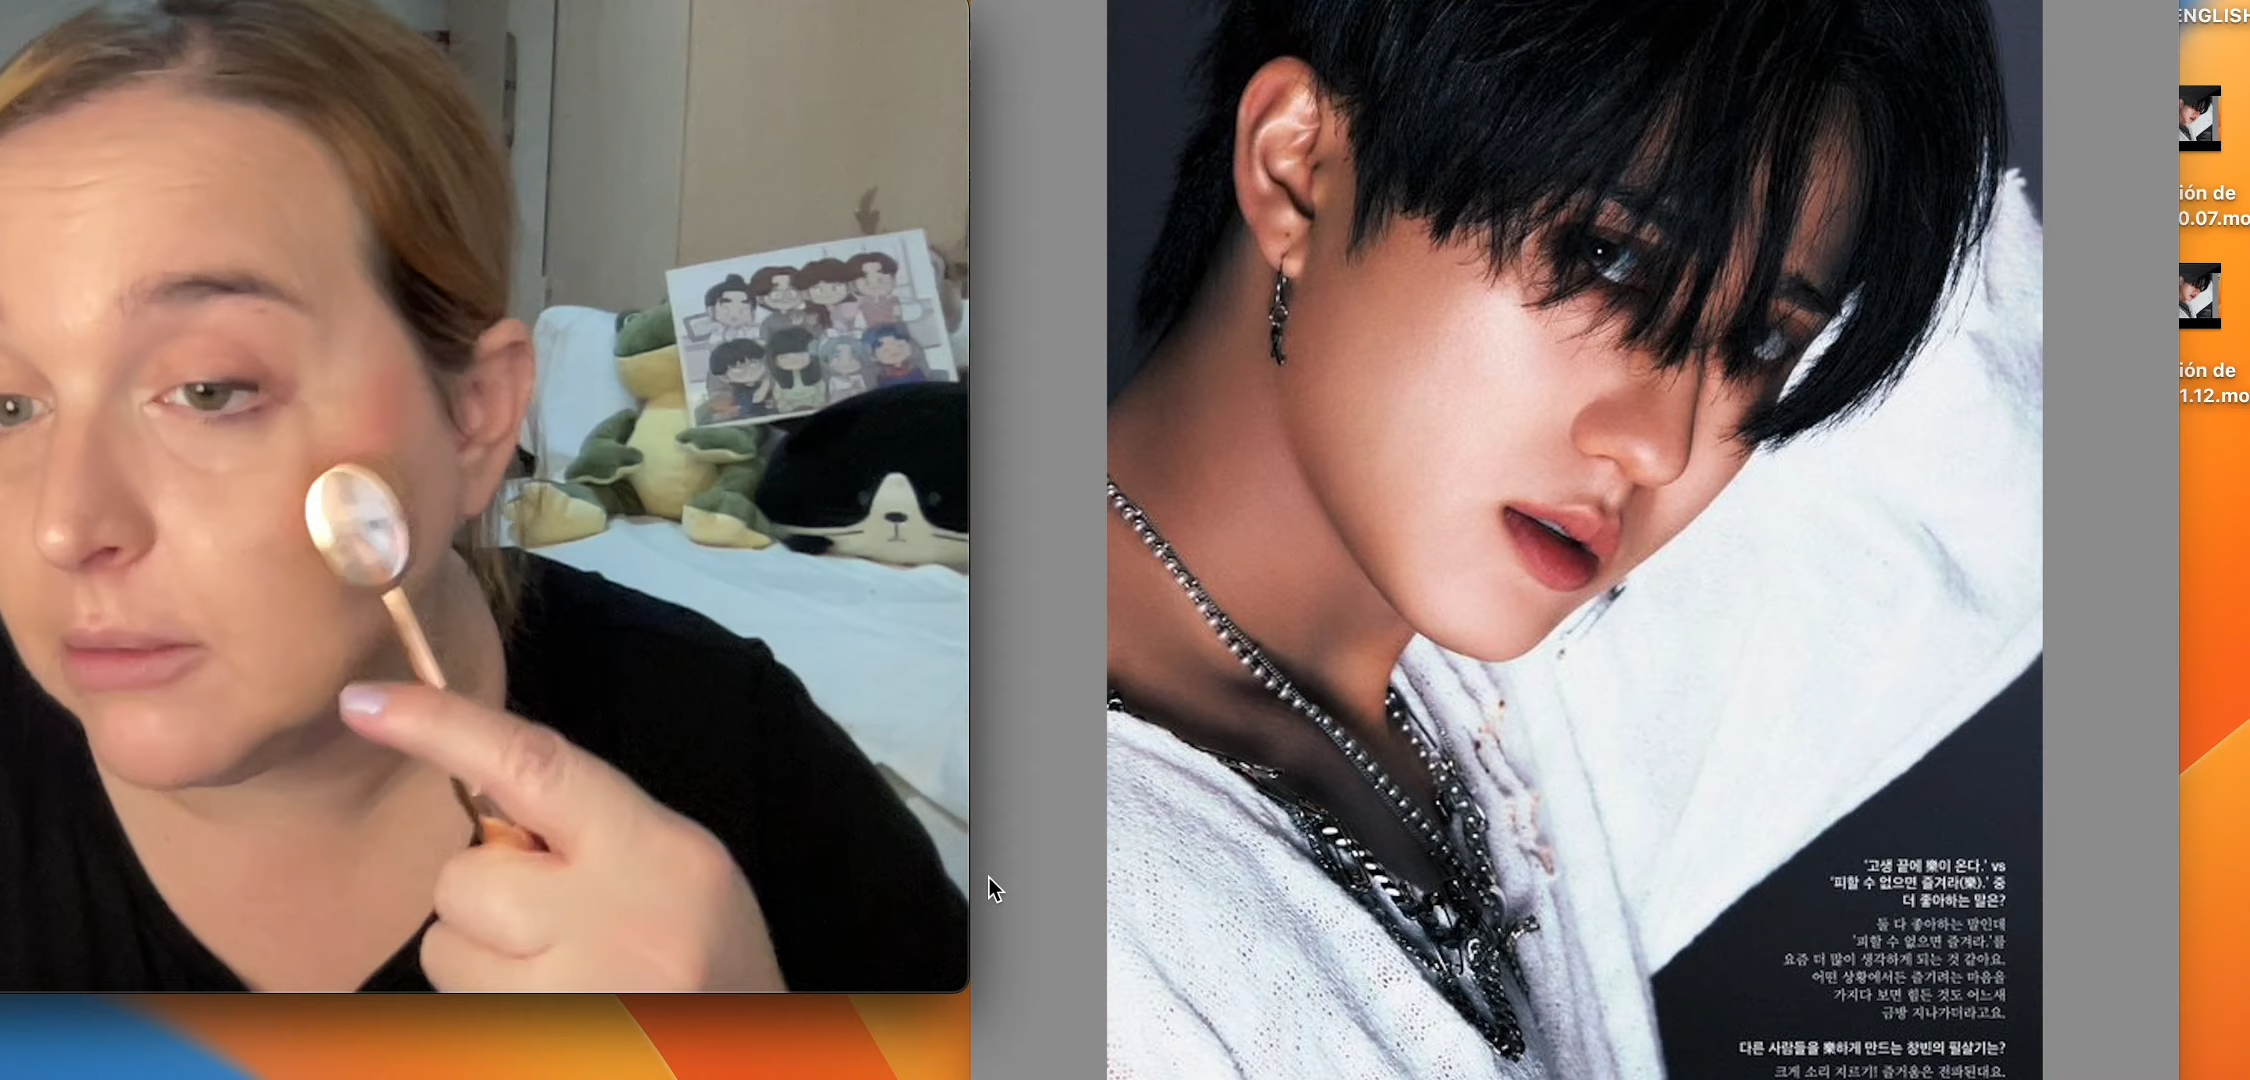 ENGLISH
ión de
0.07.mo
ión de
1.12.mo
'고생 끝에 樂이 온다.' vs
'피할 수 없으면 즐겨라(樂).' 중
더 좋아하는 말은?
둘 다 좋아하는 말인데
'피할 수 없으면 즐겨라.'를
요즘 더 많이 생각하게 되는 것 같아요.
어떤 상황에서든 즐기려는 마음을
가지다 보면 힘든 것도 어느새
금방 지나가더라고요.
다른 사람들을 樂하게 만드는 창빈의 필살기는?
크게 소리 지르기! 즐거움은 전파된대요.